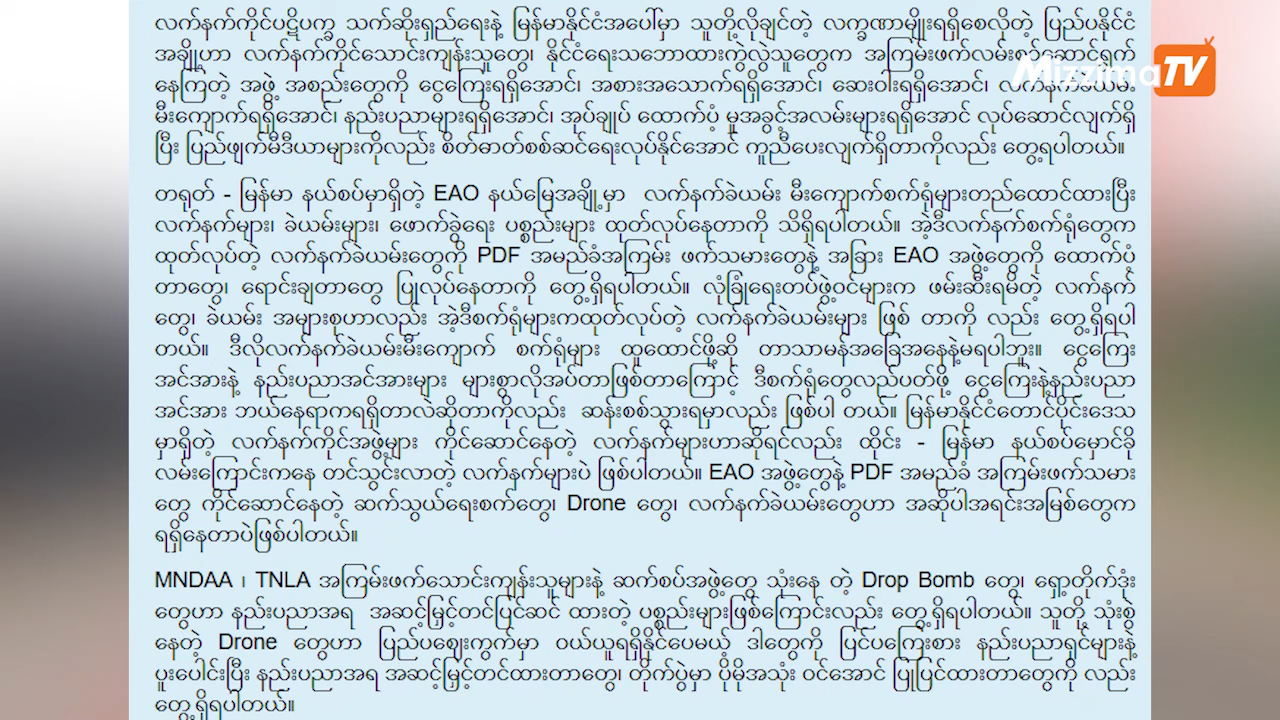 လက်နက်ကိုင်ပဋိပက္ခ သက်ဆိုးရှည်ရေးနဲ့ မြန်မာနိုင်ငံအပေါ်မှာ သူတို့လိုချင်တဲ့ လက္ခဏာမျိုးရရှိစေလိုတဲ့ ပြည်ပနိုင်ငံ
အချို့ဟာ လက်နက်ကိုင်သောင်းကျန်းသူတွေ၊ နိုင်ငံရေးသဘောထားကွဲလွဲသူတွေက အကြမ်းဖက်လမ်းစဉ်ဆောင်ရွက်
MizzimaTV
နေကြတဲ့ အဖွဲ့ အစည်းတွေကို ငွေကြေးရရှိအောင်၊ အစားအသောက်ရရှိအောင်၊ ဆေးဝါးရရှိအောင်၊ လက်နက်ခဲယမ်း
မီးကျောက်ရရှိအောင်၊ နည်းပညာများရရှိအောင်၊ အုပ်ချုပ် ထောက်ပံ့ မှုအခွင့်အလမ်းများရရှိအောင် လုပ်ဆောင်လျက်ရှိ
ပြီး ပြည်ဖျက်မီဒီယာများကိုလည်း စိတ်ဓာတ်စစ်ဆင်ရေးလုပ်နိုင်အောင် ကူညီပေးလျက်ရှိတာကိုလည်း တွေ့ရပါတယ်။
တရုတ် - မြန်မာ နယ်စပ်မှာရှိတဲ့ EAO နယ်မြေအချို့မှာ လက်နက်ခဲယမ်း မီးကျောက်စက်ရုံများတည်ထောင်ထားပြီး
လက်နက်များ၊ ခဲယမ်းများ၊ ဖောက်ခွဲရေး ပစ္စည်းများ ထုတ်လုပ်နေတာကို သိရှိရပါတယ်။ အဲ့ဒီလက်နက်စက်ရုံတွေက
ထုတ်လုပ်တဲ့ လက်နက်ခဲယမ်းတွေကို PDF အမည်ခံအကြမ်း ဖက်သမားတွေနဲ့ အခြား EAO အဖွဲ့တွေကို ထောက်ပံ့
တာတွေ၊ ရောင်းချတာတွေ ပြုလုပ်နေတာကို တွေ့ရှိရပါတယ်။ လုံခြုံရေးတပ်ဖွဲ့ဝင်များက ဖမ်းဆီးရမိတဲ့ လက်နက်
တွေ၊ ခဲယမ်း အများစုဟာလည်း အဲ့ဒီစက်ရုံများကထုတ်လုပ်တဲ့ လက်နက်ခဲယမ်းများ ဖြစ် တာကို လည်း တွေ့ရှိရပါ
တယ်။ ဒီလိုလက်နက်ခဲယမ်းမီးကျောက် စက်ရုံများ ထူထောင်ဖို့ဆို တာသာမန်အခြေအနေနဲ့မရပါဘူး။ ငွေကြေး
အင်အားနဲ့ နည်းပညာအင်အားများ များစွာလိုအပ်တာဖြစ်တာကြောင့် ဒီစက်ရုံတွေလည်ပတ်ဖို့ ငွေကြေးနဲ့နည်းပညာ
အင်အား ဘယ်နေရာကရရှိတာလဲဆိုတာကိုလည်း ဆန်းစစ်သွားရမှာလည်း ဖြစ်ပါ တယ်။ မြန်မာနိုင်ငံတောင်ပိုင်းဒေသ
မှာရှိတဲ့ လက်နက်ကိုင်အဖွဲ့များ ကိုင်ဆောင်နေတဲ့ လက်နက်များဟာဆိုရင်လည်း ထိုင်း - မြန်မာ နယ်စပ်မှောင်ခို
လမ်းကြောင်းကနေ တင်သွင်းလာတဲ့ လက်နက်များပဲ ဖြစ်ပါတယ်။ EAO အဖွဲ့တွေနဲ့ PDF အမည်ခံ အကြမ်းဖက်သမား
တွေ ကိုင်ဆောင်နေတဲ့ ဆက်သွယ်ရေးစက်တွေ၊ Drone တွေ၊ လက်နက်ခဲယမ်းတွေဟာ အဆိုပါအရင်းအမြစ်တွေက
ရရှိနေတာပဲဖြစ်ပါတယ်။
MNDAA ၊ TNLA အကြမ်းဖက်သောင်းကျန်းသူများနဲ့ ဆက်စပ်အဖွဲ့တွေ သုံးနေ တဲ့ Drop Bomb တွေ၊ ရှော့တိုက်ဒုံး
တွေဟာ နည်းပညာအရ အဆင့်မြှင့်တင်ပြင်ဆင် ထားတဲ့ ပစ္စည်းများဖြစ်ကြောင်းလည်း တွေ့ရှိရပါတယ်။ သူတို့ သုံးစွဲ
နေတဲ့ Drone တွေဟာ ပြည်ပဈေးကွက်မှာ ဝယ်ယူရရှိနိုင်ပေမယ့် ဒါတွေကို ပြင်ပကြေးစား နည်းပညာရှင်များနဲ့
ပူးပေါင်းပြီး နည်းပညာအရ အဆင့်မြှင့်တင်ထားတာတွေ၊ တိုက်ပွဲမှာ ပိုမိုအသုံး ဝင်အောင် ပြုပြင်ထားတာတွေကို လည်း
တွေ့ရှိရပါတယ်။